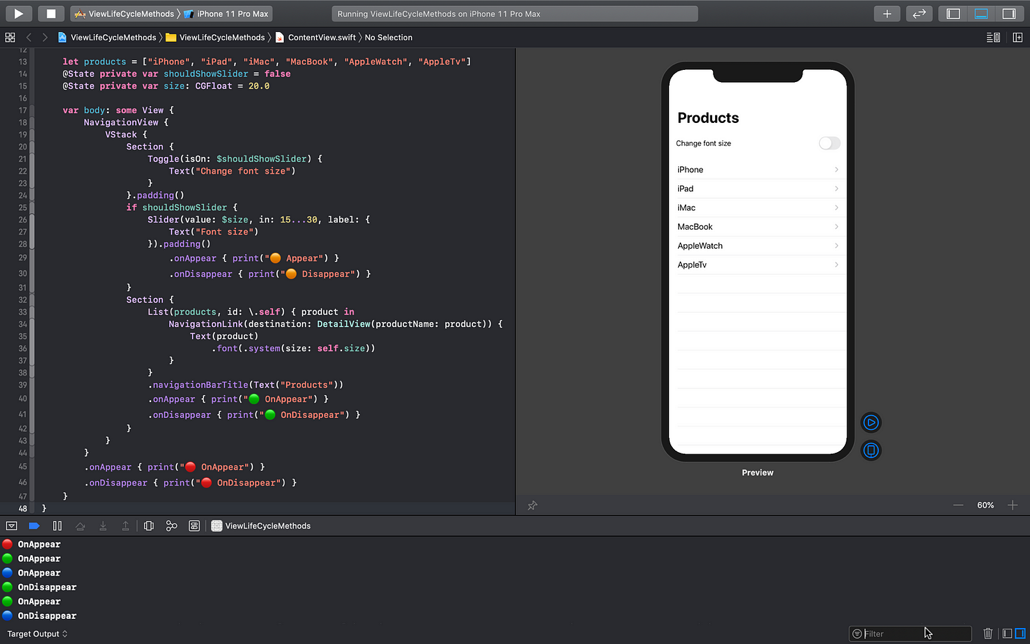 ViewLifeCycleMethods iPhone 11 Pro Max Running ViewLifeCycleMethods on iPhone 11 Pro Max
ViewLifeCycleMethods ViewLifeCycleMethods ContentView.swift No Selection
12
13 let products = ["iPhone", "iPad", "iMac", "MacBook", "AppleWatch", "AppleTv"]
14 @State private var shouldShowSlider = false
15 @State private var size: CGFloat = 20.0
16
17 var body: some View {
18 NavigationView {
19 VStack {
20 Section {
21 Toggle(isOn: $shouldShowSlider) {
22 Text("Change font size")
23 }
24 }.padding()
25 if shouldShowSlider {
26 Slider(value: $size, in: 15...30, label: {
27 Text("Font size")
28 }).padding()
29 .onAppear { print("🟠 Appear") }
30 .onDisappear { print("🟠 Disappear") }
31 }
32 Section {
33 List(products, id: \.self) { product in
34 NavigationLink(destination: DetailView(productName: product)) {
35 Text(product)
36 .font(.system(size: self.size))
37 }
38 }
39 .navigationBarTitle(Text("Products"))
40 .onAppear { print("🟢 OnAppear") }
41 .onDisappear { print("🟢 OnDisappear") }
42 }
43 }
44 }
45 .onAppear { print("🔴 OnAppear") }
46 .onDisappear { print("🔴 OnDisappear") }
47 }
48 }
Products
Change font size
iPhone
iPad
iMac
MacBook
AppleWatch
AppleTv
Preview
60%
ViewLifeCycleMethods
🔴 OnAppear
🟢 OnAppear
🔵 OnAppear
🟢 OnDisappear
🟢 OnAppear
🔵 OnDisappear
Target Output
Filter